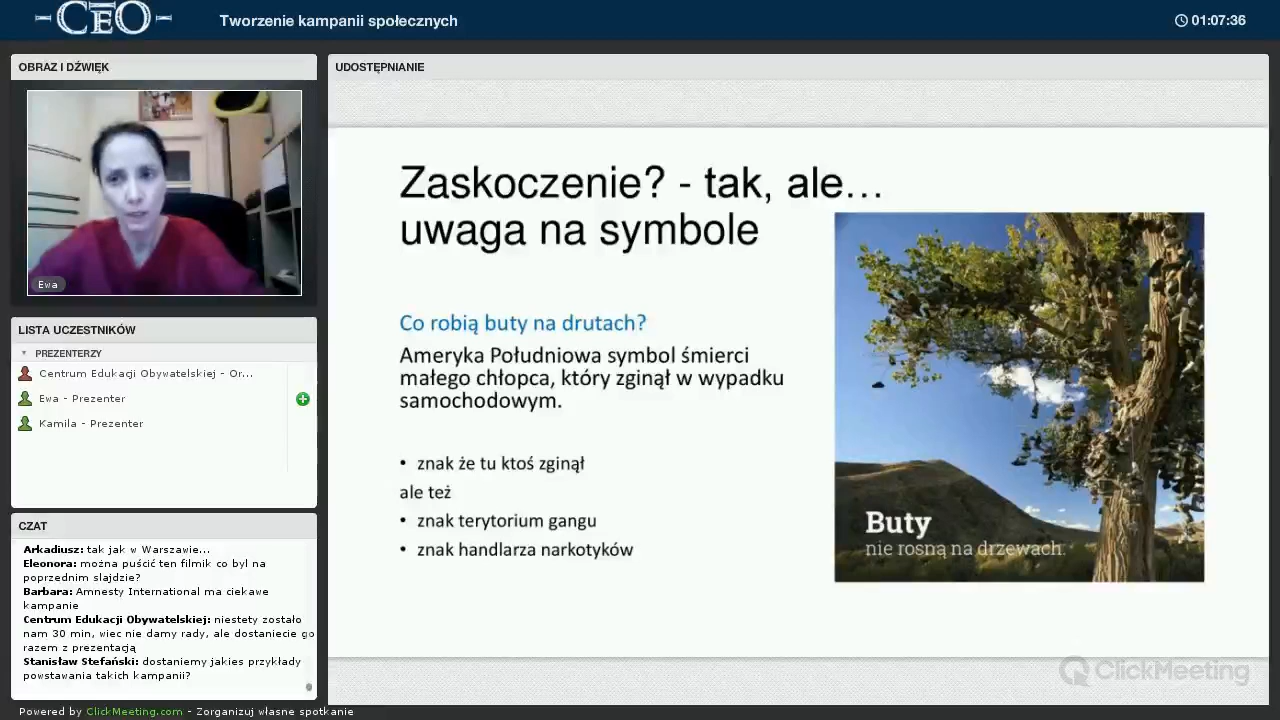 CEO
Tworzenie kampanii społecznych
01:07:36
OBRAZ I DŹWIĘK
Ewa
LISTA UCZESTNIKÓW
PREZENTERZY
Centrum Edukacji Obywatelskiej - Or...
Ewa - Prezenter
Kamila - Prezenter
CZAT
Arkadiusz: tak jak w Warszawie...
Eleonora: można puścić ten filmik co byl na
poprzednim slajdzie?
Barbara: Amnesty International ma ciekawe
kampanie
Centrum Edukacji Obywatelskiej: niestety zostało
nam 30 min, wiec nie damy rady, ale dostaniecie go
razem z prezentacją
Stanisław Stefański: dostaniemy jakies przykłady
powstawania takich kampanii?
UDOSTĘPNIANIE
Zaskoczenie? - tak, ale...
uwaga na symbole
Co robią buty na drutach?
Ameryka Południowa symbol śmierci
małego chłopca, który zginął w wypadku
samochodowym.
• znak że tu ktoś zginął
ale też
• znak terytorium gangu
• znak handlarza narkotyków
Buty
nie rosną na drzewach.
ClickMeeting
Powered by ClickMeeting.com - Zorganizuj własne spotkanie